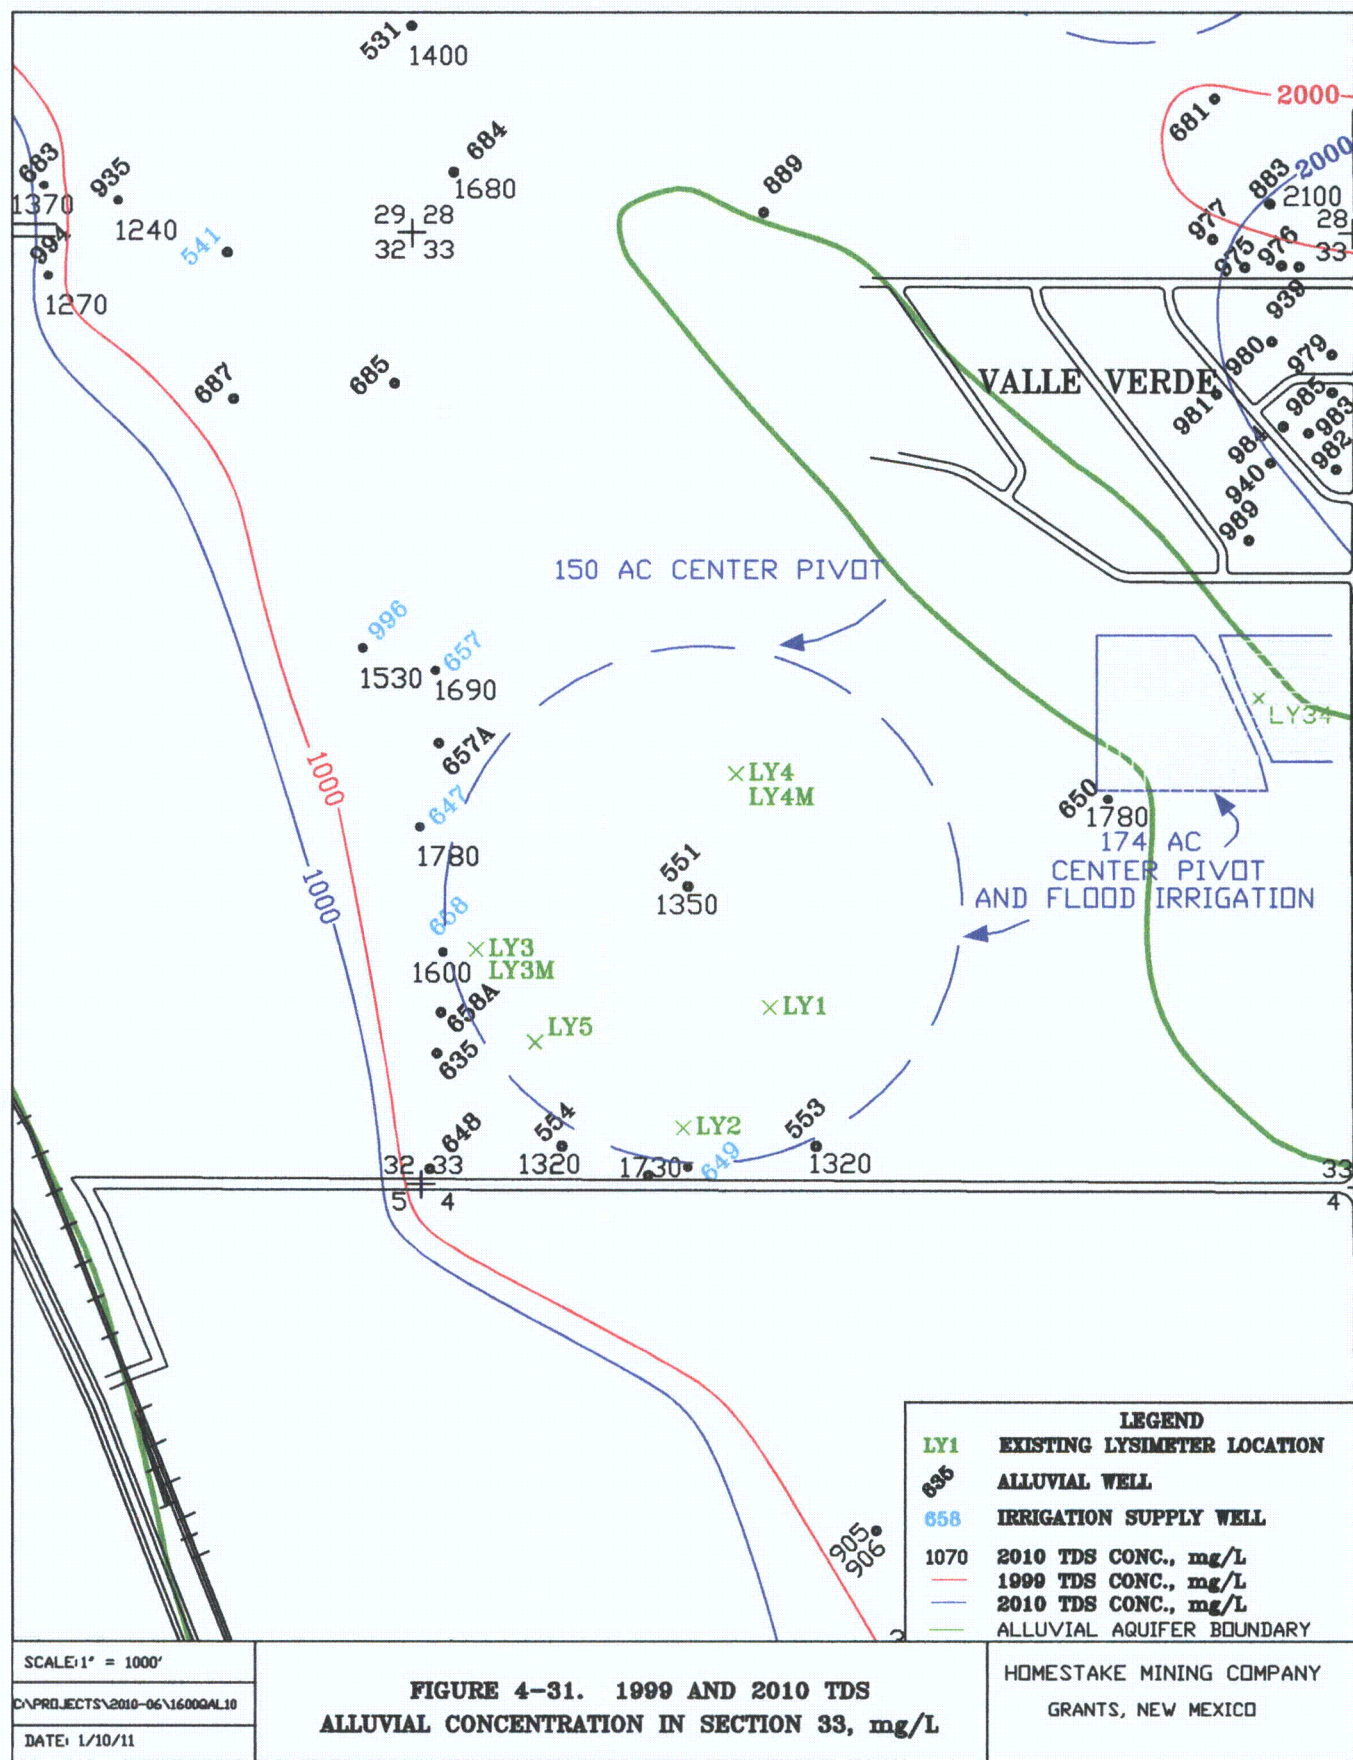 531
1400
684
1680
683
1370
935
1240
541
994
1270
29 28
32 33
889
681
2000
2000
883
2100
28
33
977
975
976
939
980
979
981
985
983
984
982
940
989
VALLE VERDE
687
685
150 AC CENTER PIVOT
996
1530
657
1690
657A
647
1780
1000
1000
LY4
LY4M
551
1350
658
1600
LY3
LY3M
658A
635
LY5
LY1
LY34
650
1780
174 AC
CENTER PIVOT
AND FLOOD IRRIGATION
648
554
1320
LY2
1730
649
553
1320
32 33
5 4
33
4
905
906
LEGEND
LY1 EXISTING LYSIMETER LOCATION
635 ALLUVIAL WELL
658 IRRIGATION SUPPLY WELL
1070 2010 TDS CONC., mg/L
1999 TDS CONC., mg/L
2010 TDS CONC., mg/L
ALLUVIAL AQUIFER BOUNDARY
SCALE:1" = 1000'
C:\PROJECTS\2010-06\1600QAL10
DATE: 1/10/11
FIGURE 4-31. 1999 AND 2010 TDS
ALLUVIAL CONCENTRATION IN SECTION 33, mg/L
HOMESTAKE MINING COMPANY
GRANTS, NEW MEXICO